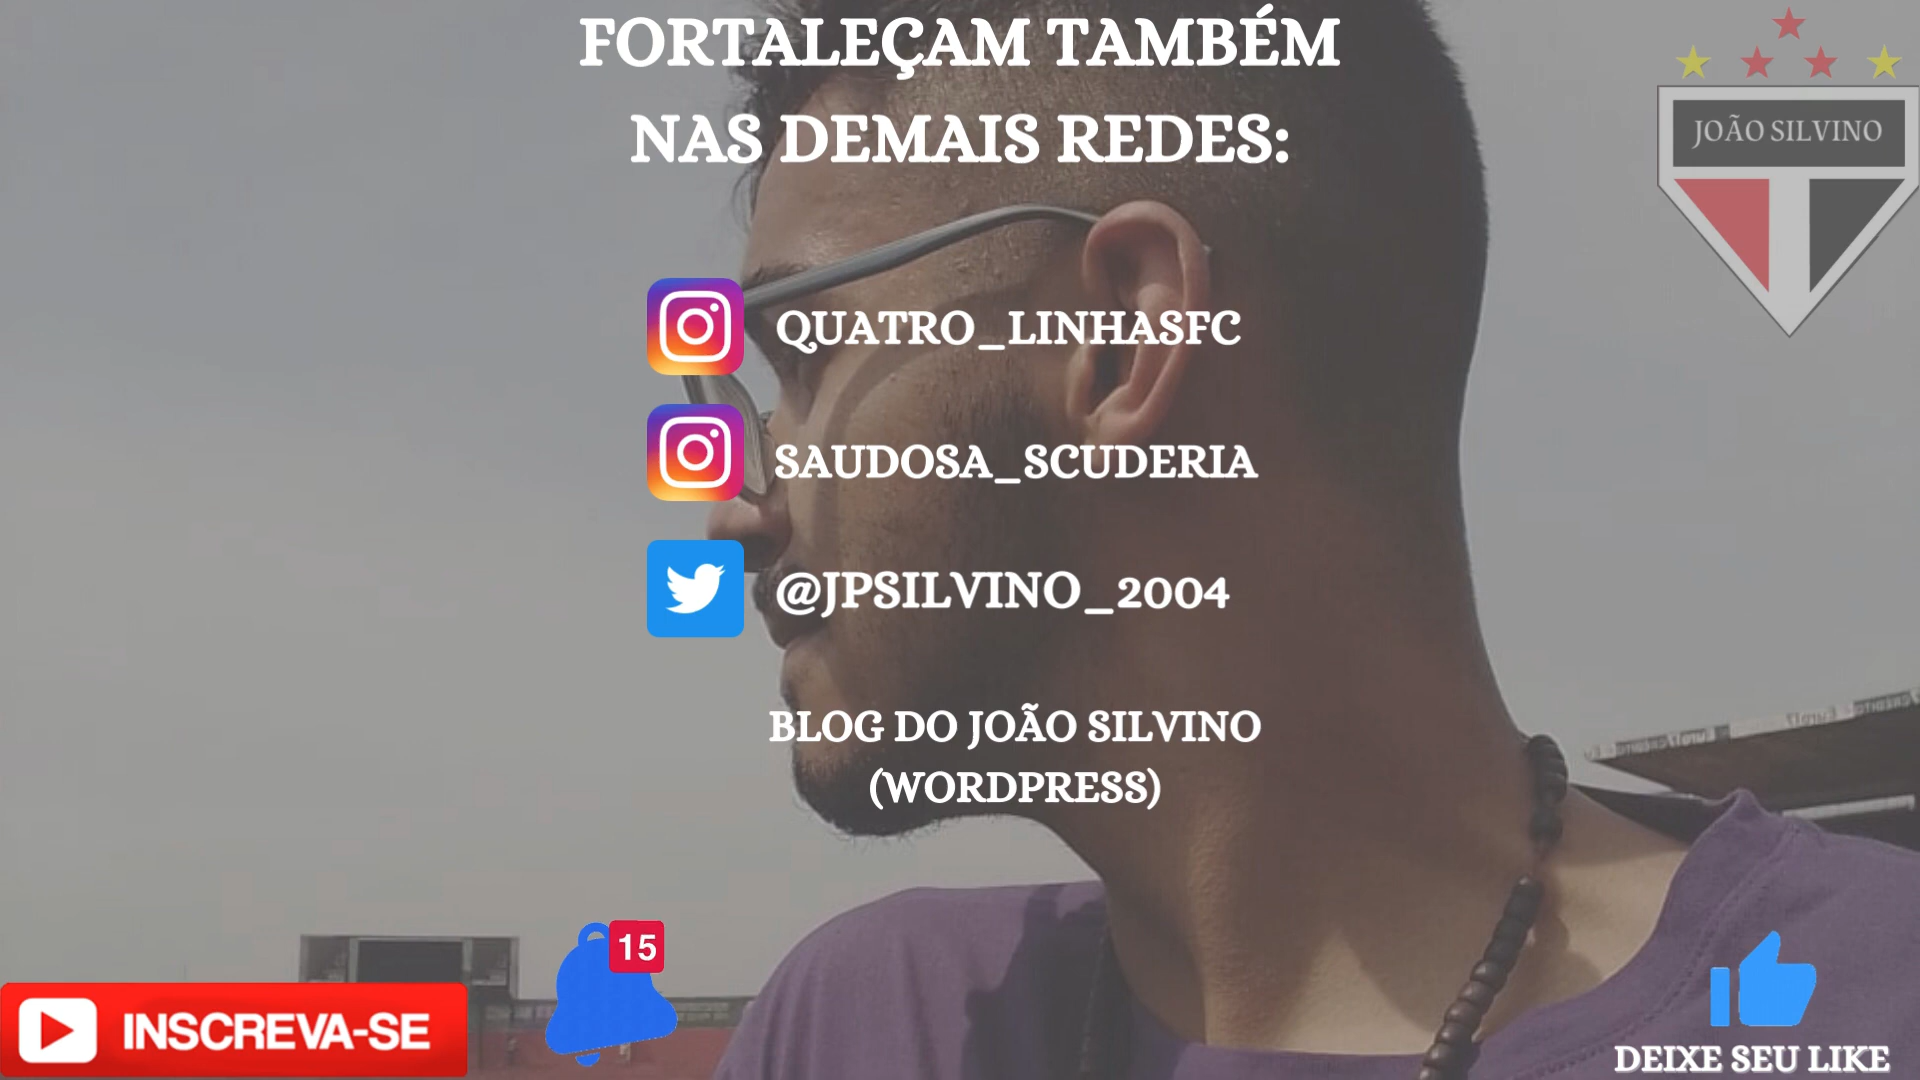 FORTALEÇAM TAMBÉM
NAS DEMAIS REDES:
JOÃO SILVINO
QUATRO_LINHASFC
SAUDOSA_SCUDERIA
@JPSILVINO_2004
BLOG DO JOÃO SILVINO
(WORDPRESS)
15
INSCREVA-SE
DEIXE SEU LIKE